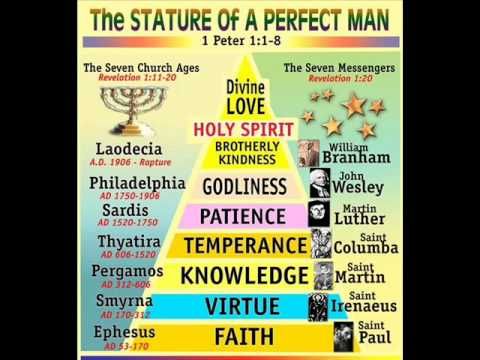 The STATURE Of A PERFECT MAN
1 Peter 1:1-8
The Seven Church Ages
Revelation 1:11-20
The Seven Messengers
Revelation 1:20
Divine
LOVE
HOLY SPIRIT
BROTHERLY
KINDNESS
GODLINESS
PATIENCE
TEMPERANCE
KNOWLEDGE
VIRTUE
FAITH
Laodecia
A.D. 1906 - Rapture
Philadelphia
AD 1750-1906
Sardis
AD 1520-1750
Thyatira
AD 606-1520
Pergamos
AD 312-606
Smyrna
AD 170-312
Ephesus
AD 53-170
William
Branham
John
Wesley
Martin
Luther
Saint
Columba
Saint
Martin
Saint
Irenaeus
Saint
Paul